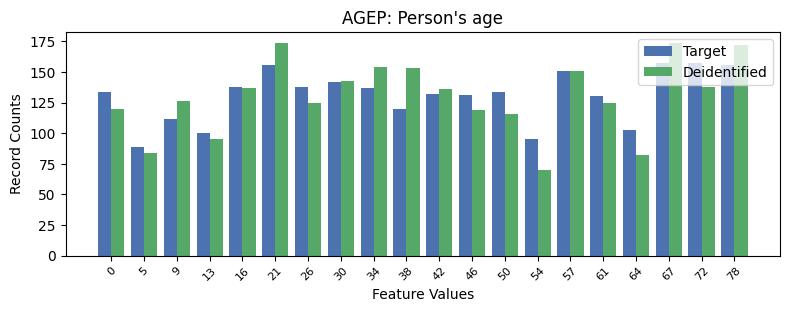 AGEP: Person's age
Record Counts
175
150
125
100
75
50
25
0
Target
Deidentified
0 5 9 13 16 21 26 30 34 38 42 46 50 54 57 61 64 67 72 78
Feature Values